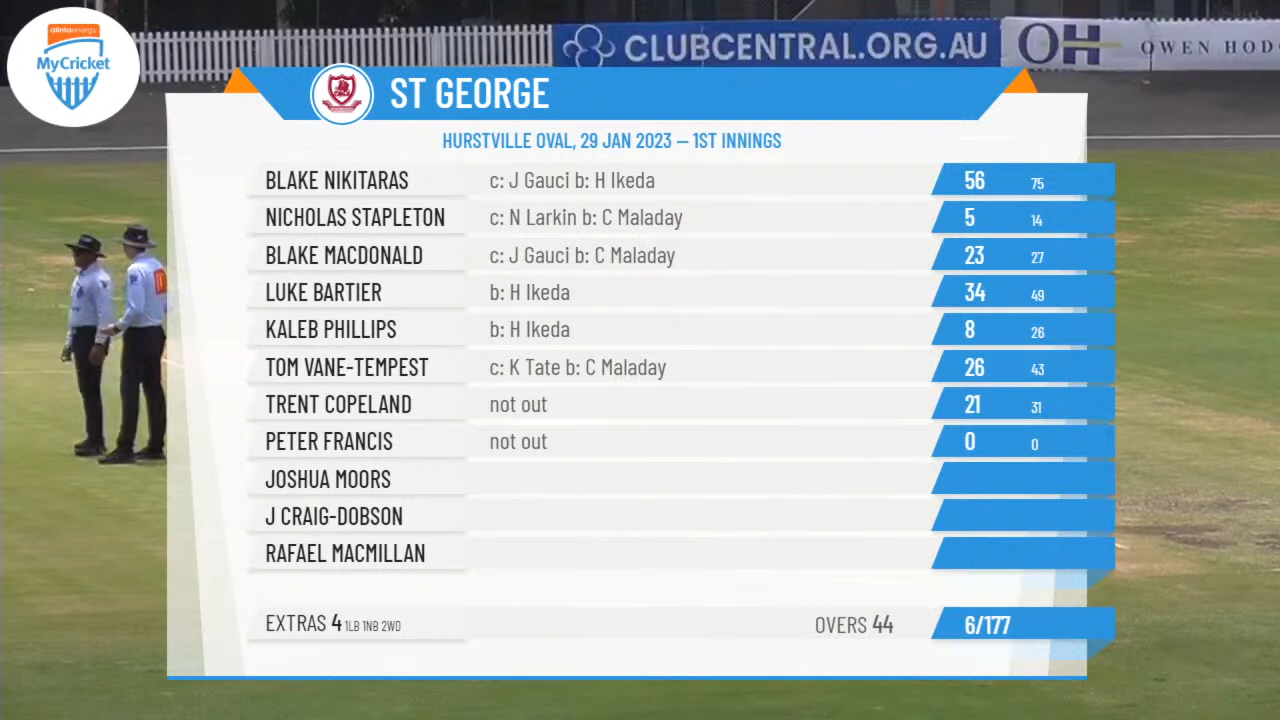 alintaenergy
MyCricket
CLUBCENTRAL.ORG.AU
OH OWEN HOD
ST GEORGE
HURSTVILLE OVAL, 29 JAN 2023 – 1ST INNINGS
BLAKE NIKITARAS c: J Gauci b: H Ikeda 56 75
NICHOLAS STAPLETON c: N Larkin b: C Maladay 5 14
BLAKE MACDONALD c: J Gauci b: C Maladay 23 27
LUKE BARTIER b: H Ikeda 34 49
KALEB PHILLIPS b: H Ikeda 8 26
TOM VANE-TEMPEST c: K Tate b: C Maladay 26 43
TRENT COPELAND not out 21 31
PETER FRANCIS not out 0 0
JOSHUA MOORS
J CRAIG-DOBSON
RAFAEL MACMILLAN
EXTRAS 4 1LB 1NB 2WD OVERS 44 6/177